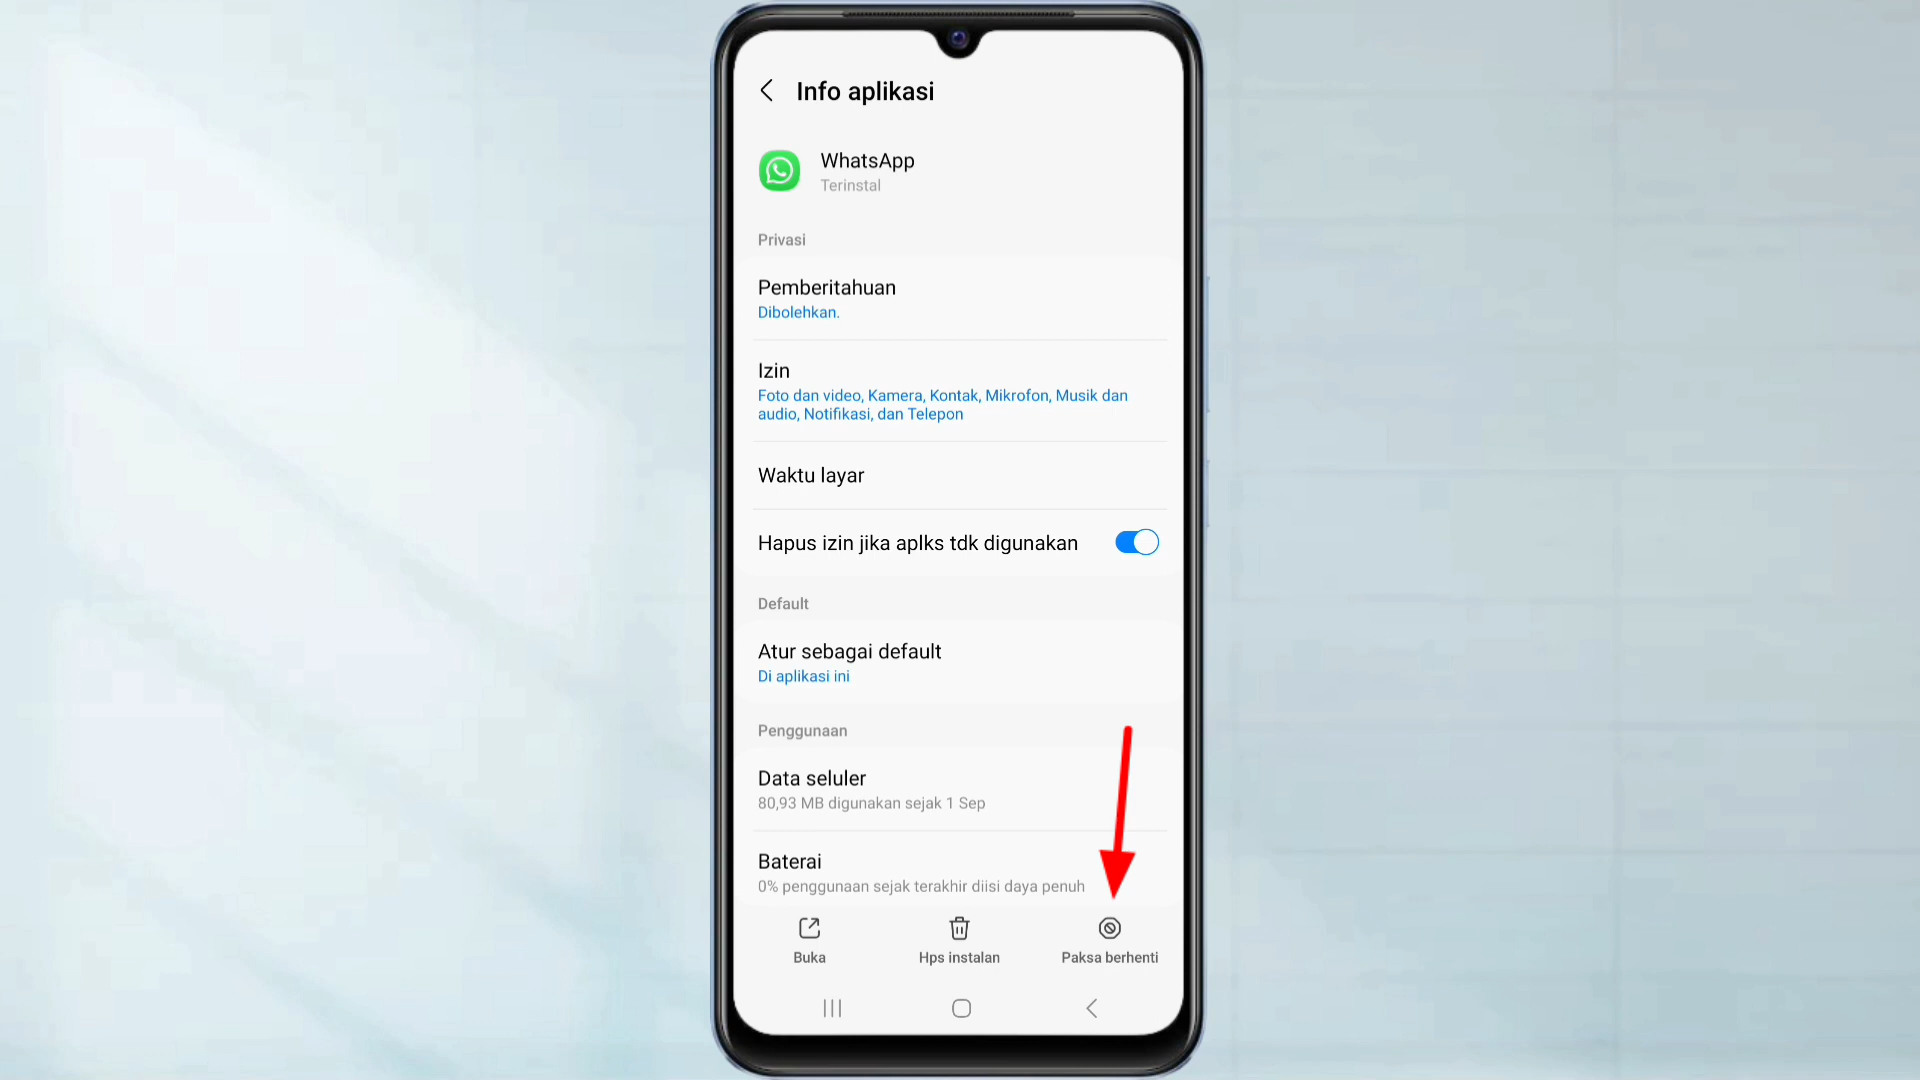 Info aplikasi
WhatsApp
Terinstal
Privasi
Pemberitahuan
Dibolehkan.
Izin
Foto dan video, Kamera, Kontak, Mikrofon, Musik dan
audio, Notifikasi, dan Telepon
Waktu layar
Hapus izin jika aplks tdk digunakan
Default
Atur sebagai default
Di aplikasi ini
Penggunaan
Data seluler
80,93 MB digunakan sejak 1 Sep
Baterai
0% penggunaan sejak terakhir diisi daya penuh
Buka
Hps instalan
Paksa berhenti